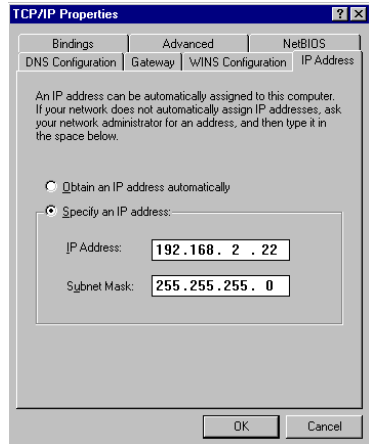 TCP/IP Properties
? X
Bindings Advanced NetBIOS
DNS Configuration Gateway WINS Configuration IP Address
An IP address can be automatically assigned to this computer.
If your network does not automatically assign IP addresses, ask
your network administrator for an address, and then type it in
the space below.
Obtain an IP address automatically
Specify an IP address:
IP Address: 192.168. 2 .22
Subnet Mask: 255.255.255. 0
OK Cancel